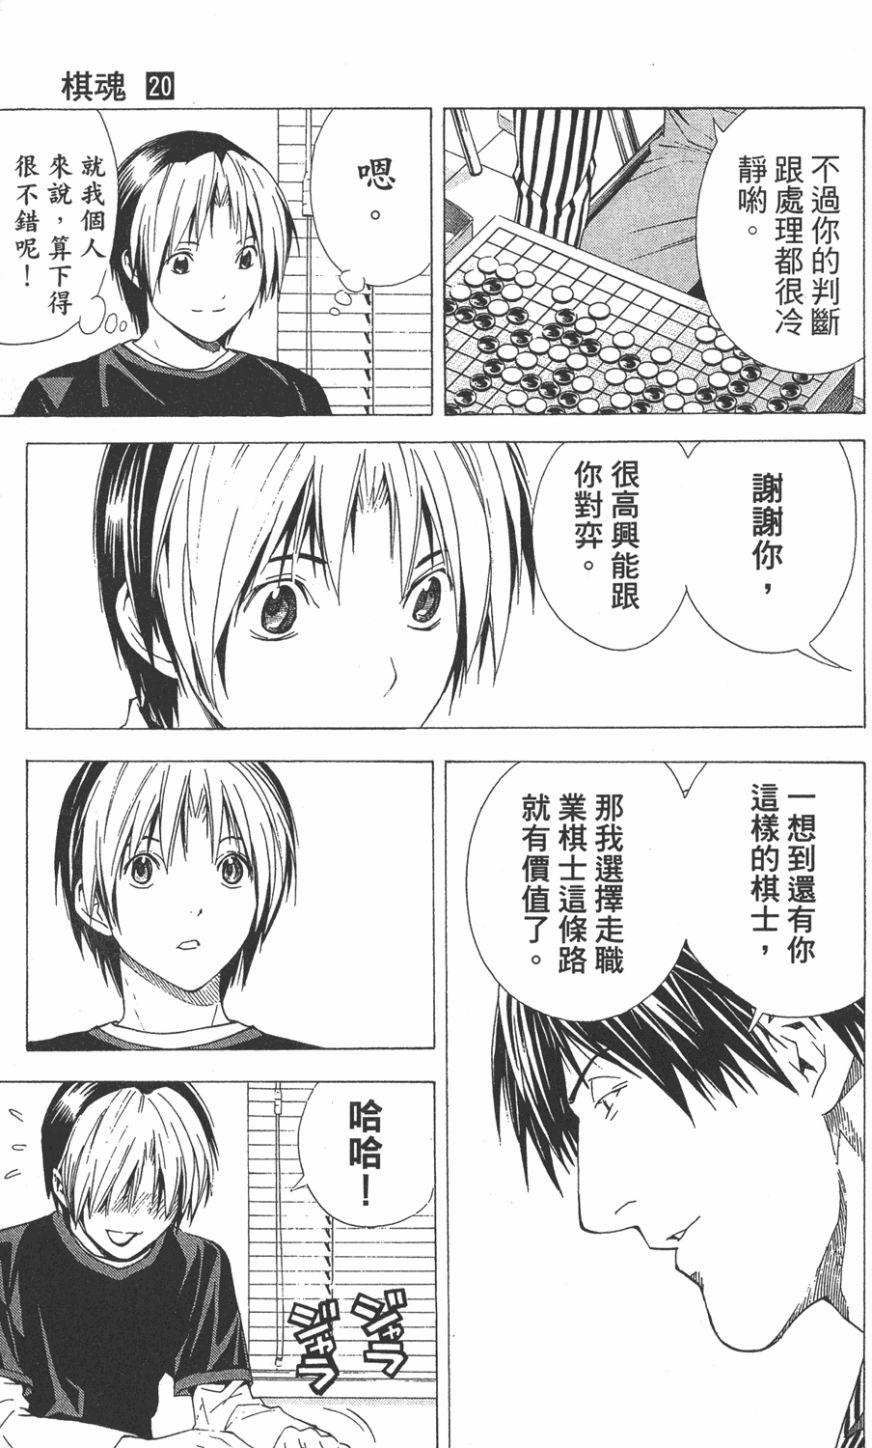 棋魂 20
不過你的判斷
跟處理都很冷
靜喲。
嗯。
就我個人
來說，算下得
很不錯呢！
謝謝你，
很高興能跟
你對弈。
一想到還有你
這樣的棋士，
那我選擇走職
業棋士這條路
就有價值了。
哈哈！
ジャラ
ジャラ